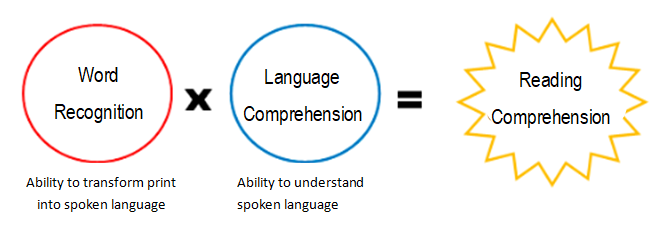 Word
Recognition
x
Language
Comprehension
=
Reading
Comprehension
Ability to transform print
into spoken language
Ability to understand
spoken language